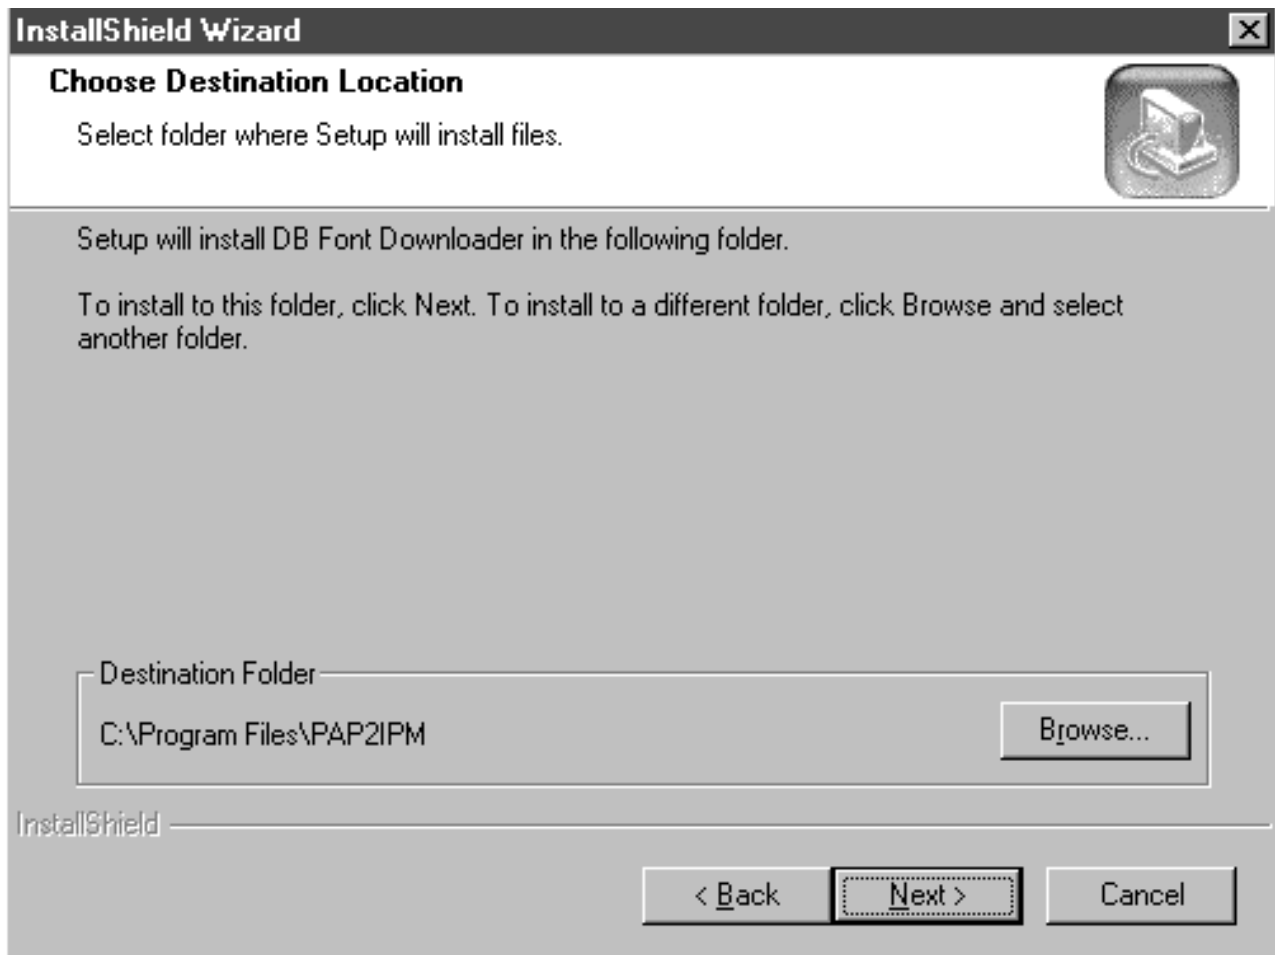 InstallShield Wizard
Choose Destination Location
Select folder where Setup will install files.
Setup will install DB Font Downloader in the following folder.
To install to this folder, click Next. To install to a different folder, click Browse and select
another folder.
Destination Folder
C:\Program Files\PAP2IPM
Browse...
InstallShield
< Back
Next >
Cancel